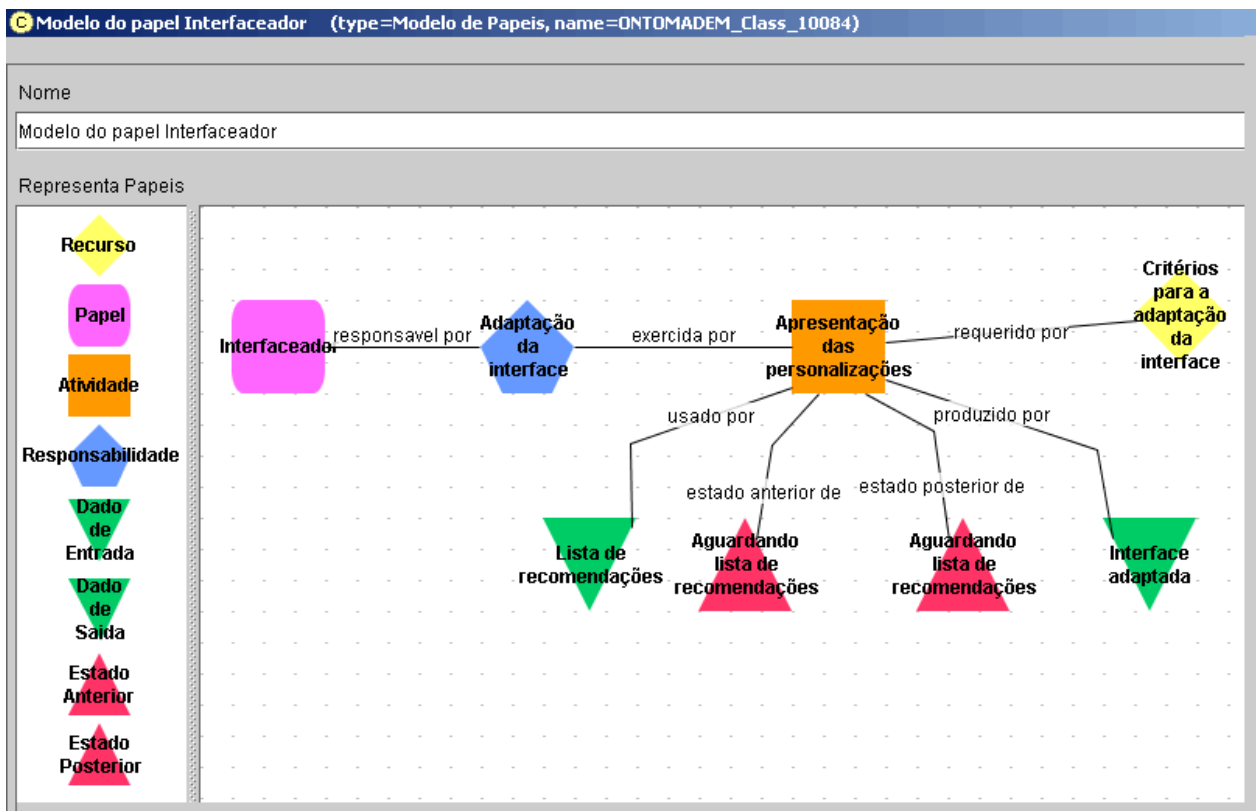 Modelo do papel Interfaceador (type=Modelo de Papeis, name=ONTOMADEM_Class_10084)
Nome
Modelo do papel Interfaceador
Representa Papeis
Recurso
Papel
Atividade
Responsabilidade
Dado
de
Entrada
Dado
de
Saida
Estado
Anterior
Estado
Posterior
Interfaceador
responsavel por
Adaptação
da
interface
exercida por
Apresentação
das
personalizações
requerido por
Critérios
para a
adaptação
da
interface
usado por
estado anterior de
estado posterior de
produzido por
Lista de
recomendações
Aguardando
lista de
recomendações
Aguardando
lista de
recomendações
Interface
adaptada